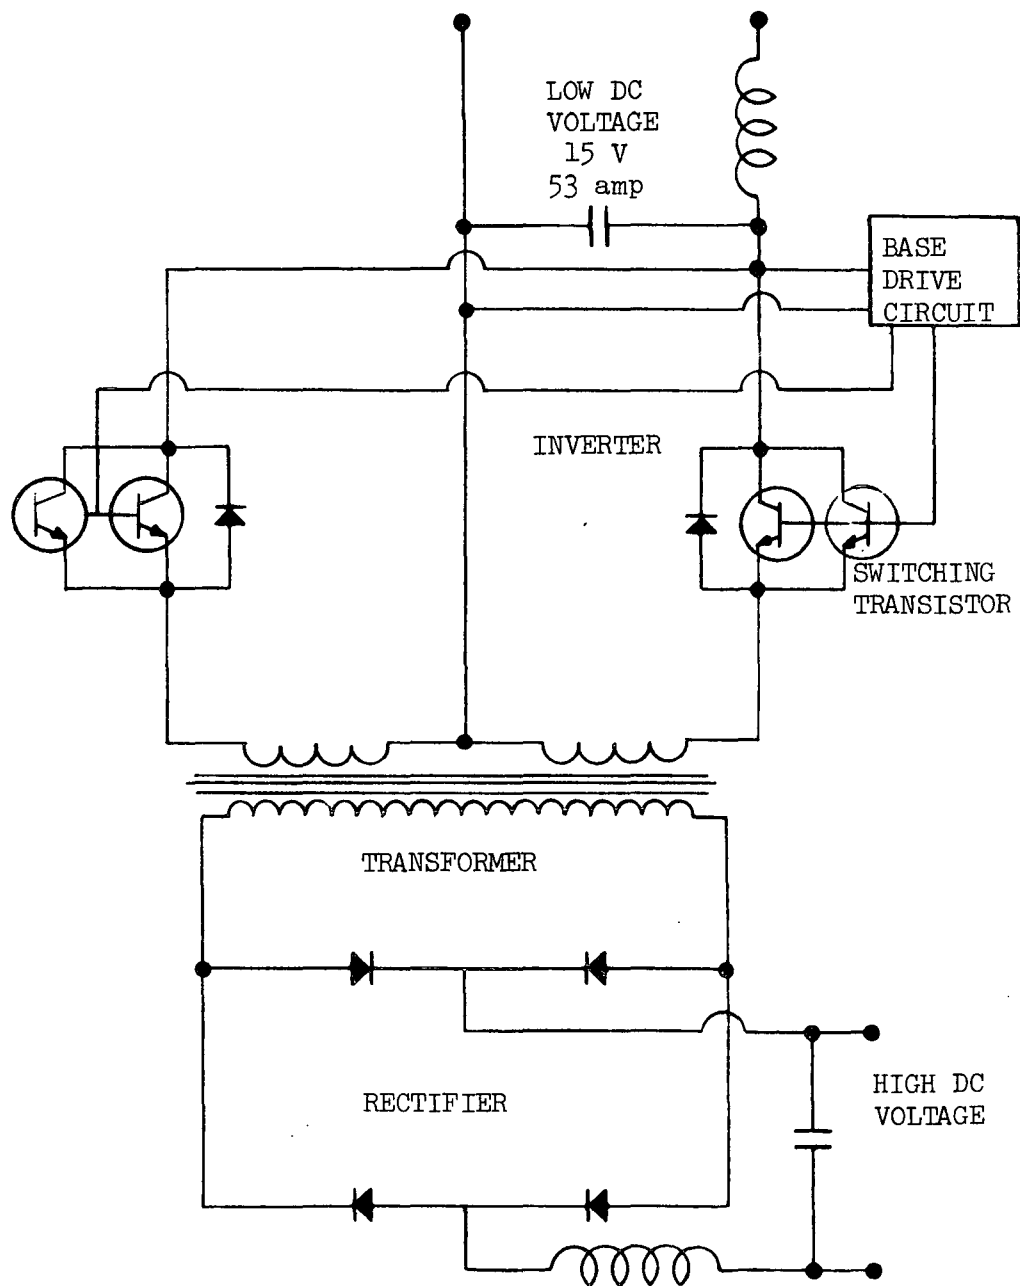 LOW DC
VOLTAGE
15 V
53 amp
BASE
DRIVE
CIRCUIT
INVERTER
SWITCHING
TRANSISTOR
TRANSFORMER
RECTIFIER
HIGH DC
VOLTAGE